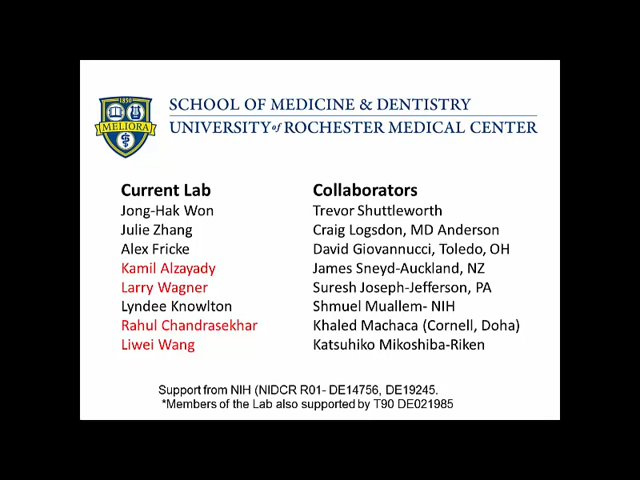 1850
MELIORA
SCHOOL OF MEDICINE & DENTISTRY
UNIVERSITY of ROCHESTER MEDICAL CENTER
Current Lab
Jong-Hak Won
Julie Zhang
Alex Fricke
Kamil Alzayady
Larry Wagner
Lyndee Knowlton
Rahul Chandrasekhar
Liwei Wang
Collaborators
Trevor Shuttleworth
Craig Logsdon, MD Anderson
David Giovannucci, Toledo, OH
James Sneyd-Auckland, NZ
Suresh Joseph-Jefferson, PA
Shmuel Muallem- NIH
Khaled Machaca (Cornell, Doha)
Katsuhiko Mikoshiba-Riken
Support from NIH (NIDCR R01- DE14756, DE19245.
*Members of the Lab also supported by T90 DE021985